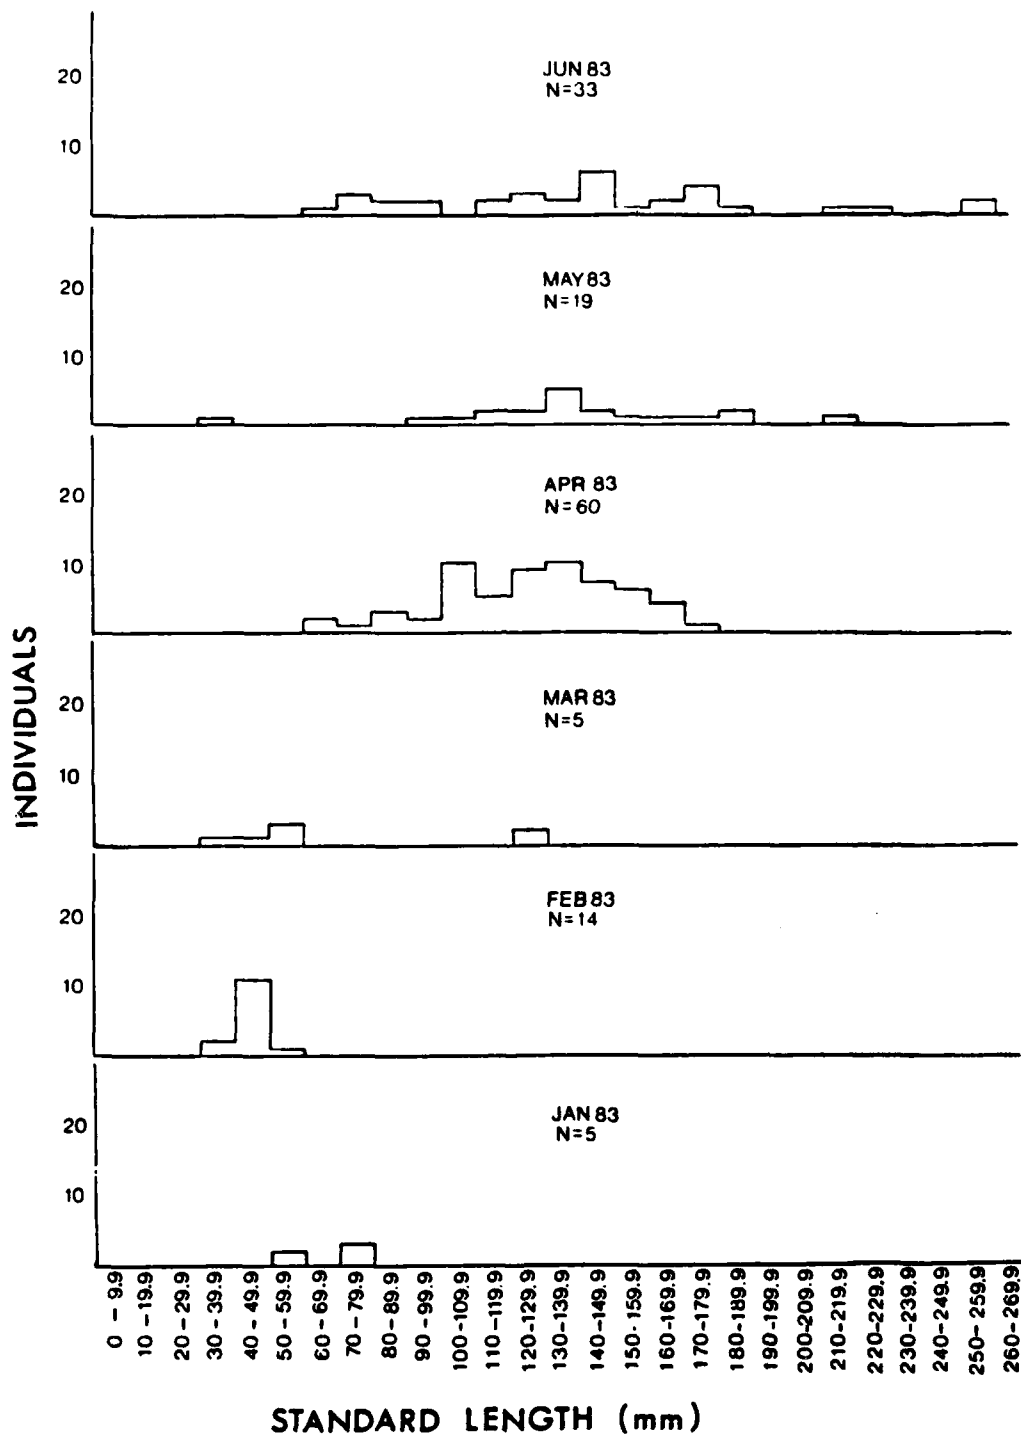 JUN 83
N=33
20
10
MAY 83
N=19
20
10
APR 83
N=60
20
10
MAR 83
N=5
20
10
FEB 83
N=14
20
10
JAN 83
N=5
20
10
INDIVIDUALS
0-9.9
10-19.9
20-29.9
30-39.9
40-49.9
50-59.9
60-69.9
70-79.9
80-89.9
90-99.9
100-109.9
110-119.9
120-129.9
130-139.9
140-149.9
150-159.9
160-169.9
170-179.9
180-189.9
190-199.9
200-209.9
210-219.9
220-229.9
230-239.9
240-249.9
250-259.9
260-269.9
STANDARD LENGTH (mm)